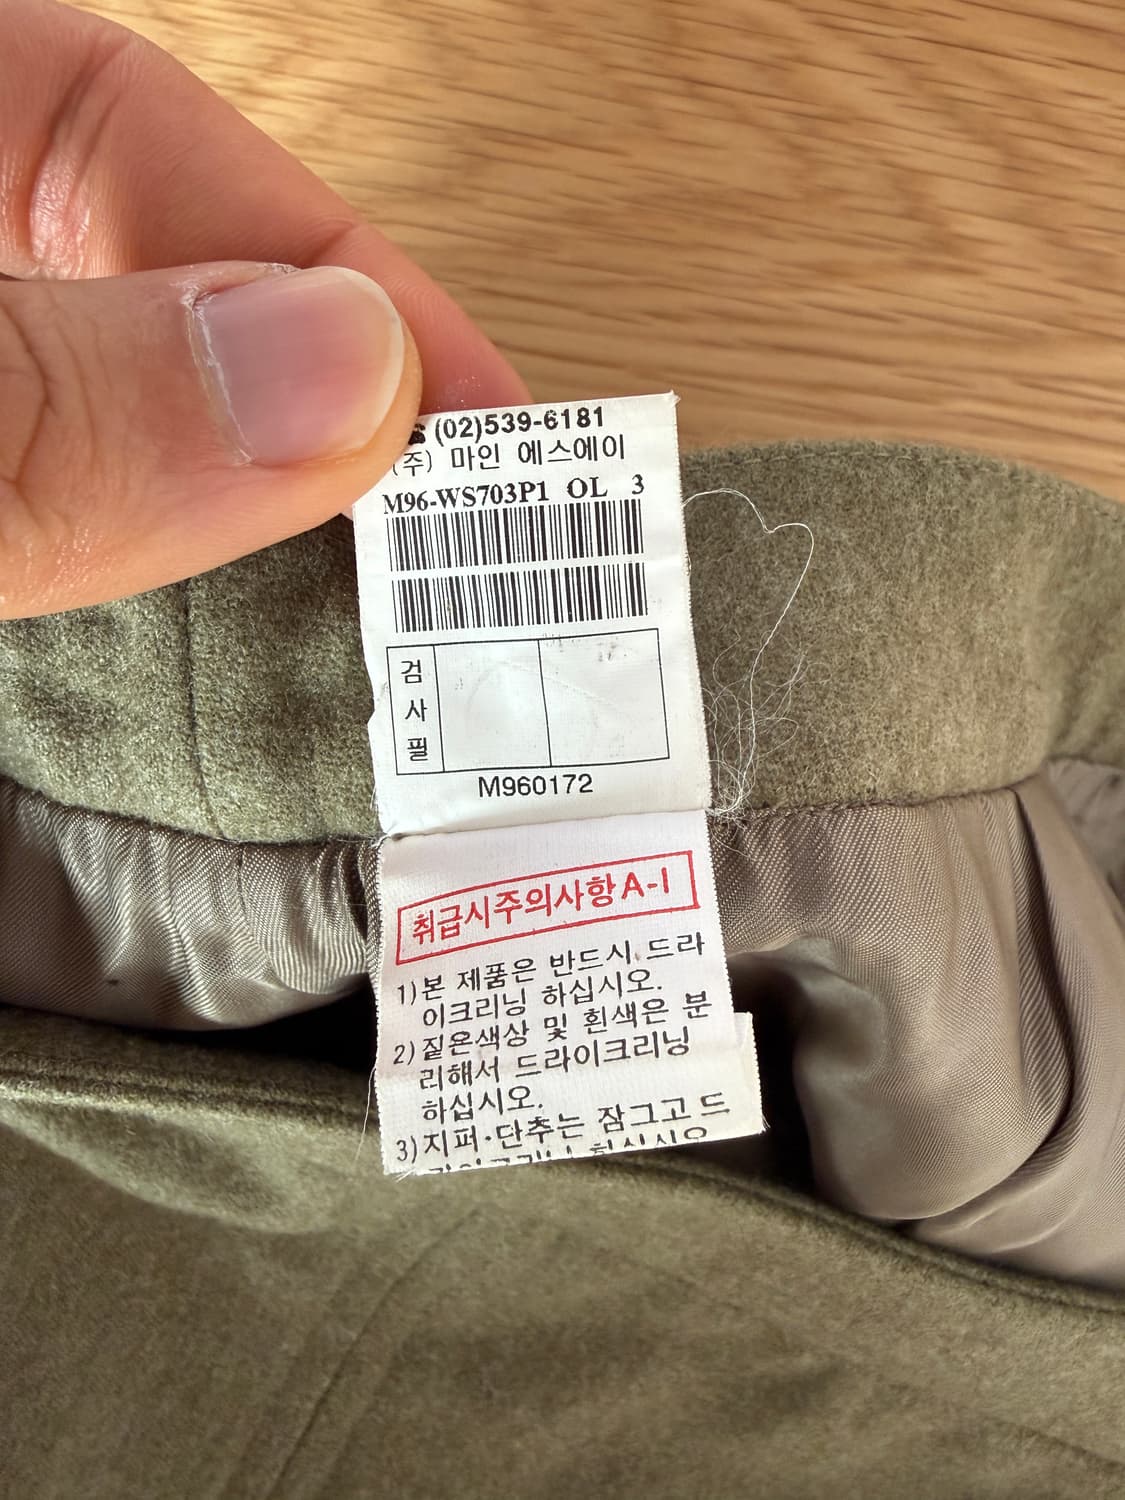 ☎(02)539-6181
(주) 마인 에스에이
M96-WS703P1 OL 3
검
사
필
M960172
취급시주의사항A-1
1)본 제품은 반드시 드라
이크리닝 하십시오.
2)짙은색상 및 흰색은 분
리해서 드라이크리닝
하십시오.
3)지퍼·단추는 잠그고 드